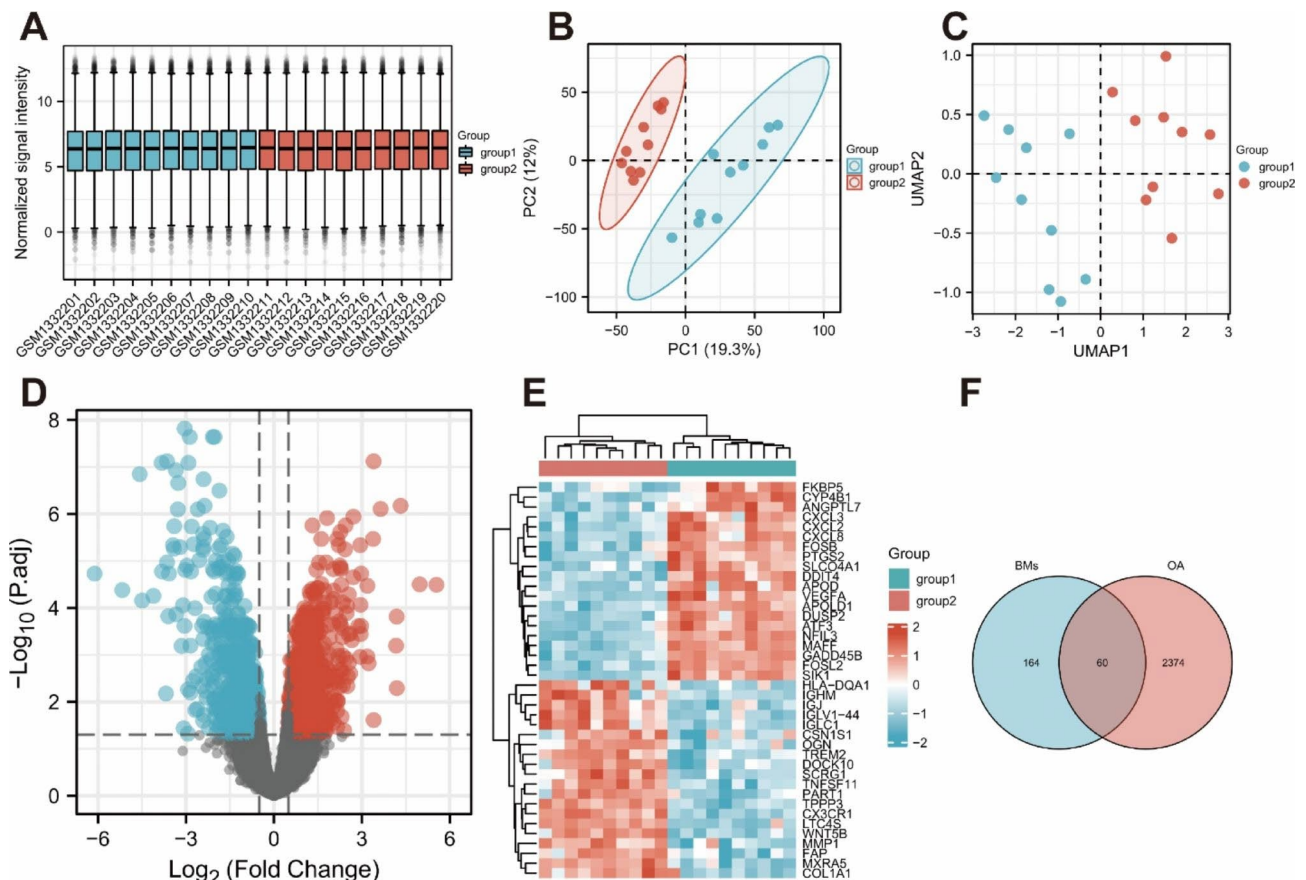 A
Normalized signal intensity
10
5
0
GSM1332201
GSM1332202
GSM1332203
GSM1332204
GSM1332205
GSM1332206
GSM1332207
GSM1332208
GSM1332209
GSM1332210
GSM1332211
GSM1332212
GSM1332213
GSM1332214
GSM1332215
GSM1332216
GSM1332217
GSM1332218
GSM1332219
GSM1332220
Group
group1
group2
B
PC2 (12%)
50
0
−50
−100
−50
0
50
100
PC1 (19.3%)
Group
group1
group2
C
UMAP2
1.0
0.5
0.0
−0.5
−1.0
−3
−2
−1
0
1
2
3
UMAP1
Group
group1
group2
D
−Log10 (P.adj)
8
6
4
2
0
−6
−3
0
3
6
Log2 (Fold Change)
E
FKBP5
CYP4B1
ANGPTL7
CXCL3
CXCL2
CXCL8
FOSB
PTGS2
SLCO4A1
DDIT4
APOD
VEGFA
APOLD1
DUSP2
ATF3
NFIL3
MAFF
GADD45B
FOSL2
SIK1
HLA−DQA1
IGHM
IGJ
IGLV1−44
IGLC1
CSN1S1
OGN
TREM2
DOCK10
SCRG1
TNFSF11
PART1
TPPP3
CX3CR1
LTC4S
WNT5B
MMP1
FAP
MXRA5
COL1A1
Group
group1
group2
2
1
0
−1
−2
F
BMs
OA
164
60
2374